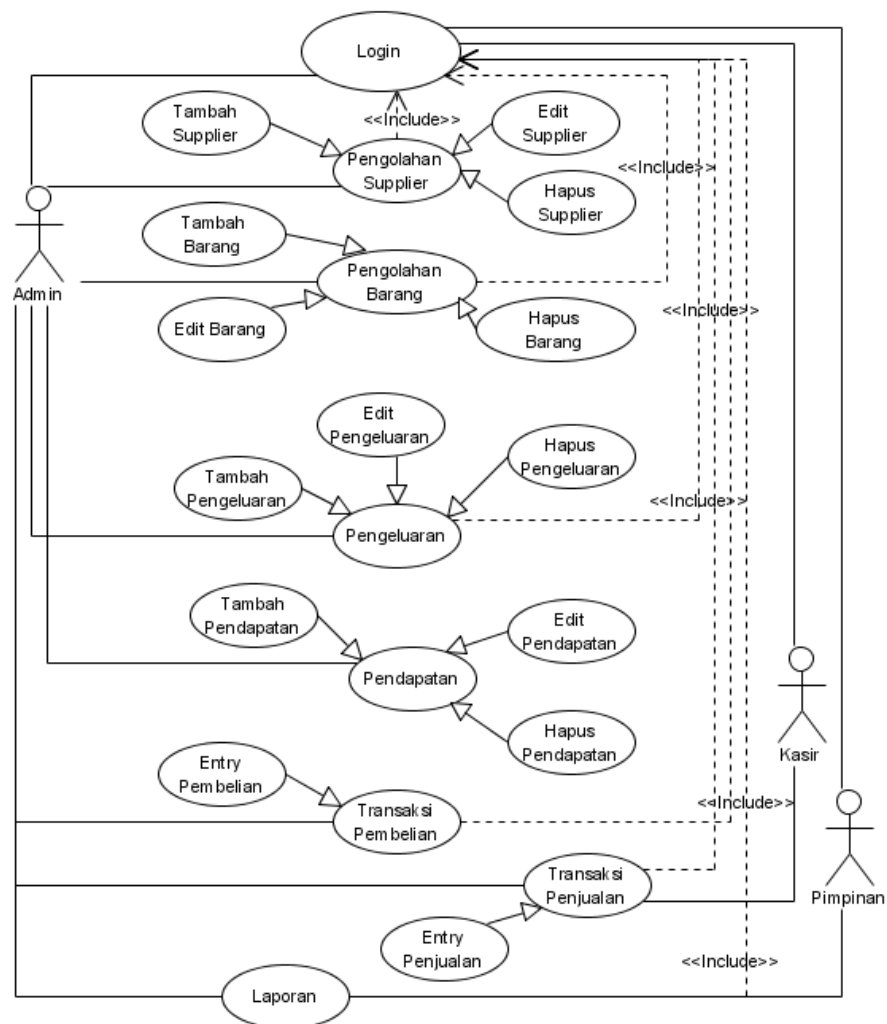 Login
Tambah
Supplier
<<Include>>
Edit
Supplier
Pengolahan
Supplier
<<Include>>
Hapus
Supplier
Tambah
Barang
Pengolahan
Barang
Admin
<<Include>>
Edit Barang
Hapus
Barang
Edit
Pengeluaran
Hapus
Pengeluaran
Tambah
Pengeluaran
<<Include>>
Pengeluaran
Tambah
Pendapatan
Edit
Pendapatan
Pendapatan
Hapus
Pendapatan
Kasir
Entry
Pembelian
<<Include>>
Transaksi
Pembelian
Transaksi
Penjualan
Pimpinan
Entry
Penjualan
<<Include>>
Laporan